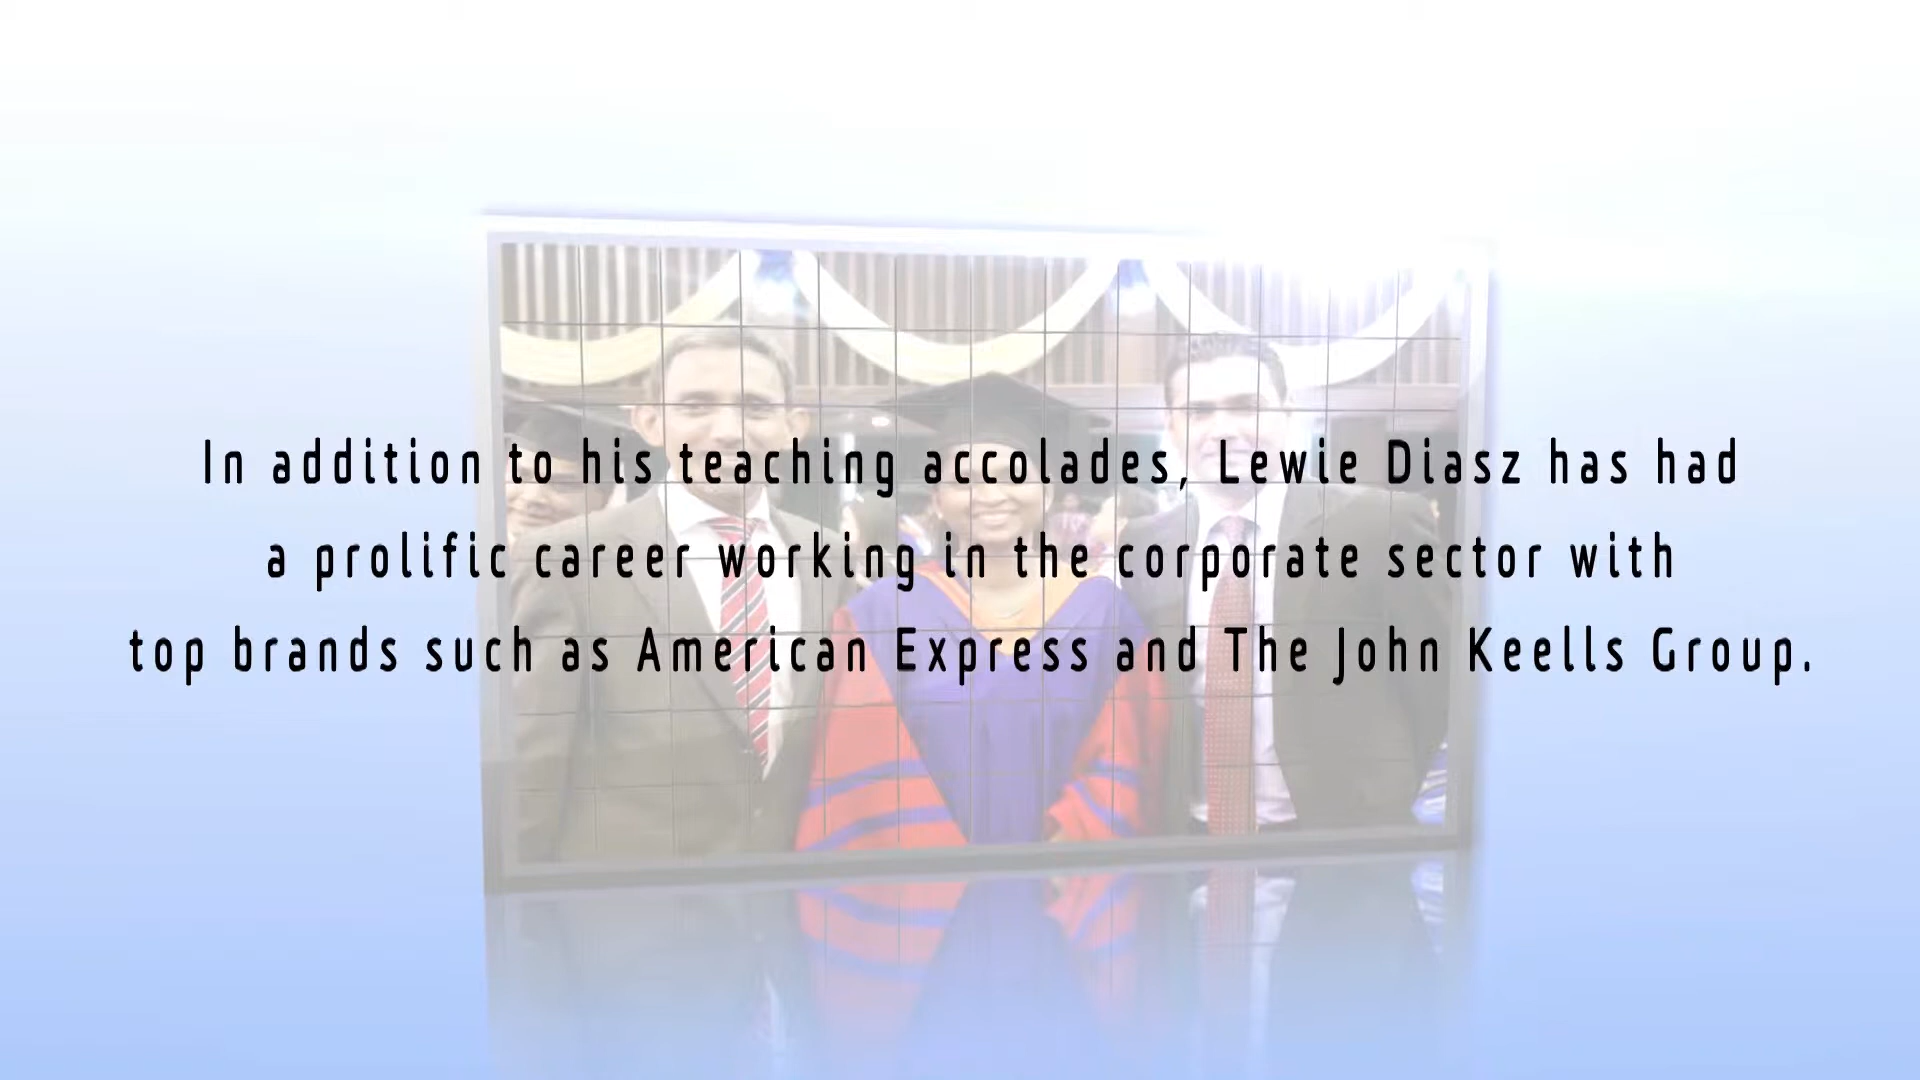 In addition to his teaching accolades, Lewie Diasz has had
a prolific career working in the corporate sector with
top brands such as American Express and The John Keells Group.